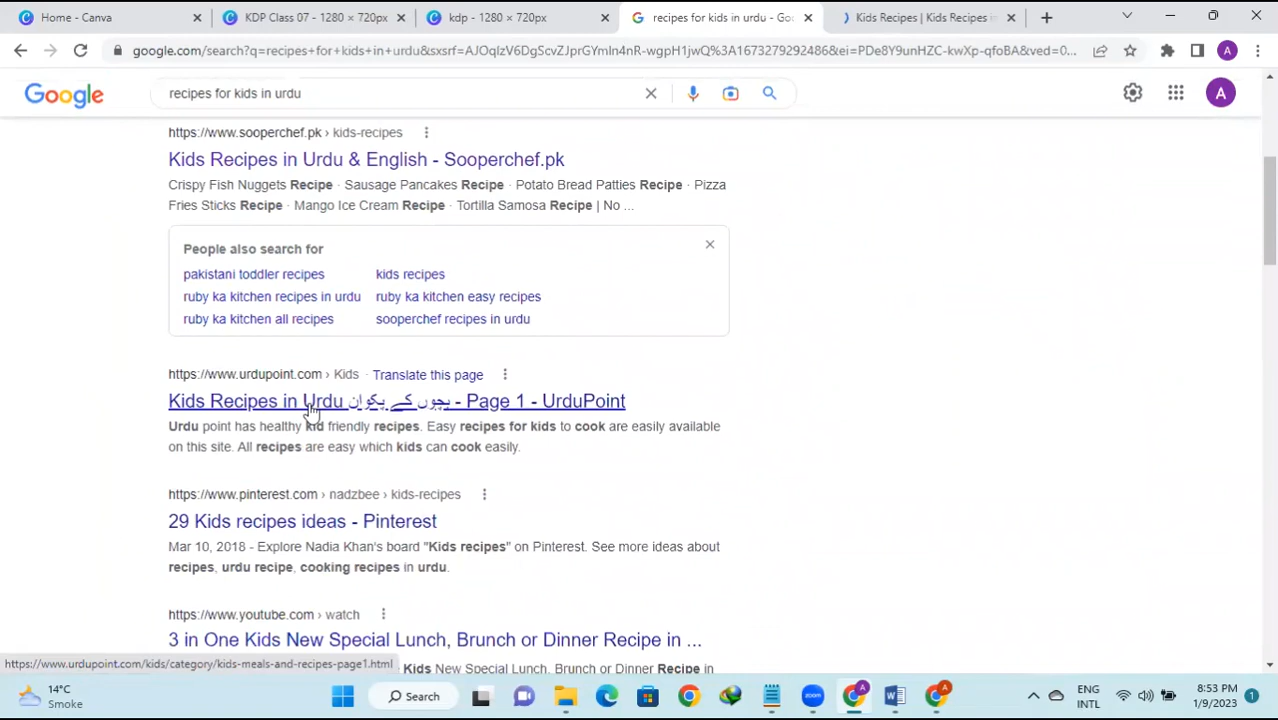 Home - Canva
KDP Class 07 - 1280 × 720px
kdp - 1280 × 720px
recipes for kids in urdu - Go
Kids Recipes | Kids Recipes in
google.com/search?q=recipes+for+kids+in+urdu&sxsrf=AJOqlzV6DgScvZJprGYmln4nR-wgpH1jwQ%3A1673279292486&ei=PDe8Y9unHZC-kwXp-qfoBA&ved=0...
Google
recipes for kids in urdu
A
https://www.sooperchef.pk › kids-recipes
Kids Recipes in Urdu & English - Sooperchef.pk
Crispy Fish Nuggets Recipe · Sausage Pancakes Recipe · Potato Bread Patties Recipe · Pizza
Fries Sticks Recipe · Mango Ice Cream Recipe · Tortilla Samosa Recipe | No ...
People also search for
pakistani toddler recipes
kids recipes
ruby ka kitchen recipes in urdu
ruby ka kitchen easy recipes
ruby ka kitchen all recipes
sooperchef recipes in urdu
https://www.urdupoint.com › Kids · Translate this page
Kids Recipes in Urdu بچوں کے پکوان - Page 1 - UrduPoint
Urdu point has healthy kid friendly recipes. Easy recipes for kids to cook are easily available
on this site. All recipes are easy which kids can cook easily.
https://www.pinterest.com › nadzbee › kids-recipes
29 Kids recipes ideas - Pinterest
Mar 10, 2018 - Explore Nadia Khan's board "Kids recipes" on Pinterest. See more ideas about
recipes, urdu recipe, cooking recipes in urdu.
https://www.youtube.com › watch
3 in One Kids New Special Lunch, Brunch or Dinner Recipe in ...
Kids New Special Lunch, Brunch or Dinner Recipe in
https://www.urdupoint.com/kids/category/kids-meals-and-recipes-page1.html
14°C
Smoke
Search
ENG
INTL
8:53 PM
1/9/2023